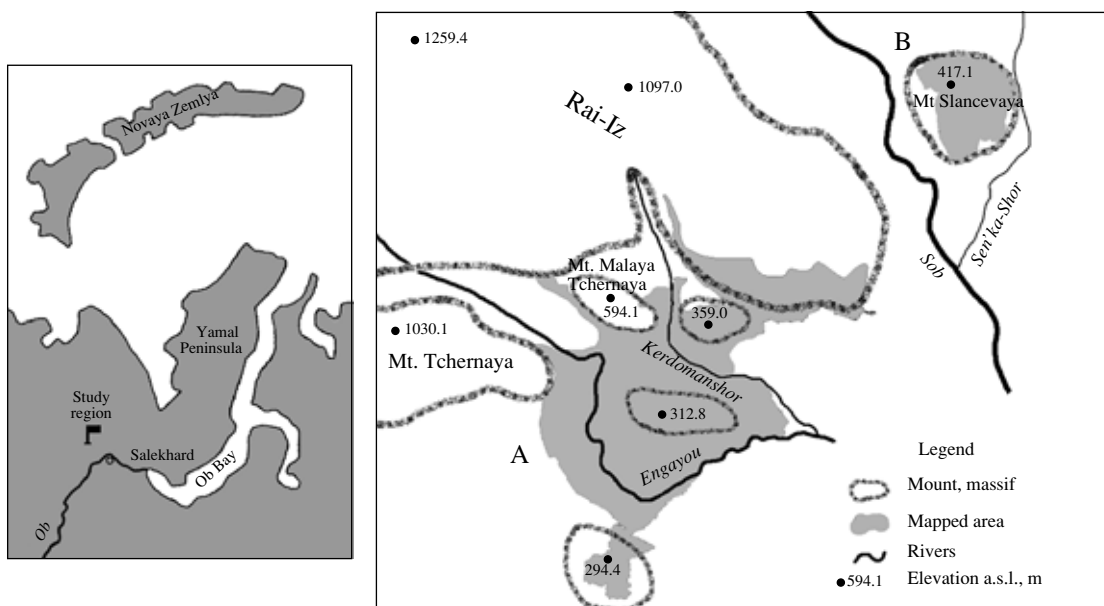 Novaya Zemlya
Yamal
Peninsula
Study
region
Salekhard
Ob Bay
Ob
1259.4
1097.0
Rai-Iz
B
417.1
Mt Slancevaya
Sen'ka-Shor
Sob
Mt. Malaya
Tchernaya
594.1
359.0
1030.1
Mt. Tchernaya
Kerdomanshor
312.8
A
Engayou
294.4
Legend
Mount, massif
Mapped area
Rivers
594.1 Elevation a.s.l., m